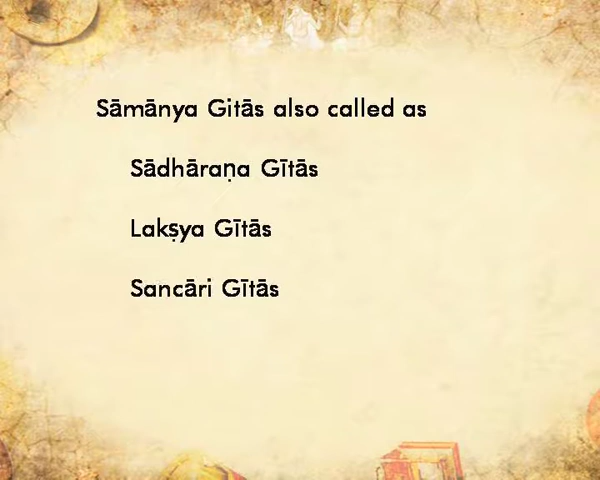 Sāmānya Gitās also called as
Sādhāraṇa Gītās
Lakṣya Gītās
Sancāri Gītās